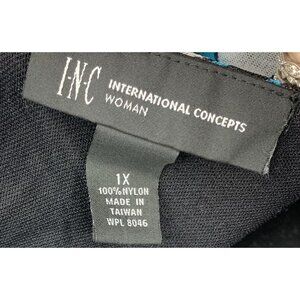 I·N·C INTERNATIONAL CONCEPTS
WOMAN
1X
100% NYLON
MADE IN
TAIWAN
WPL 8046